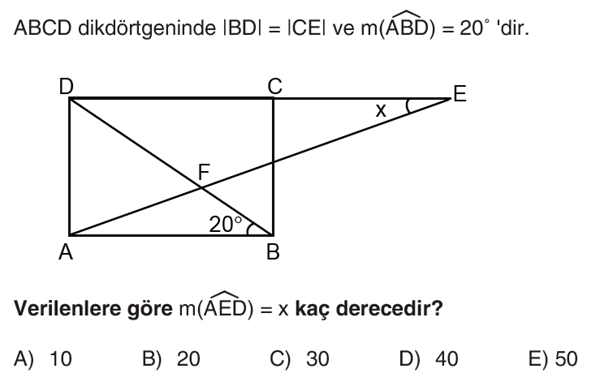 ABCD dikdörtgeninde |BD| = |CE| ve m(ABD) = 20° 'dir.
D C E
x
F
20°
A B
Verilenlere göre m(AED) = x kaç derecedir?
A) 10 B) 20 C) 30 D) 40 E) 50